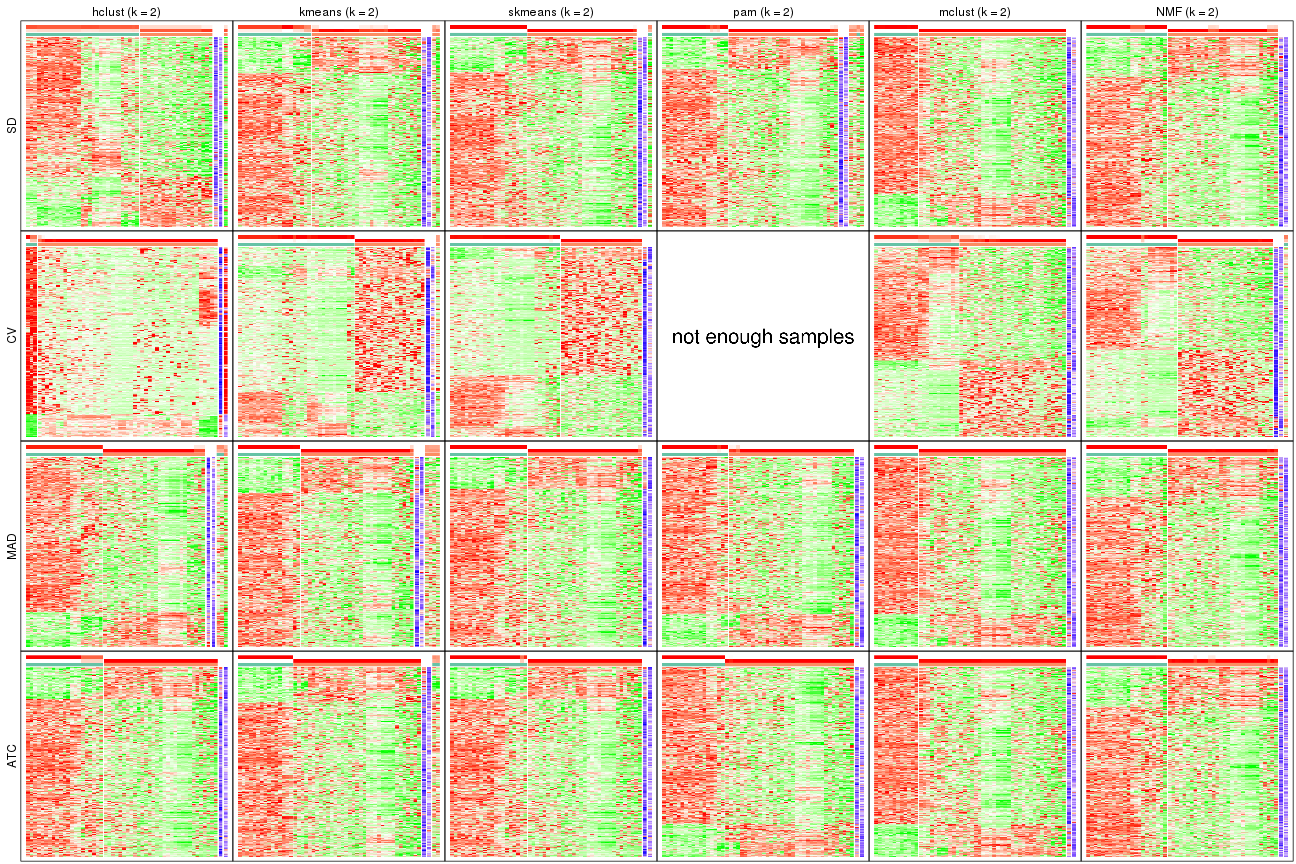 hclust (k = 2)
kmeans (k = 2)
skmeans (k = 2)
pam (k = 2)
mclust (k = 2)
NMF (k = 2)
SD
CV
not enough samples
MAD
ATC